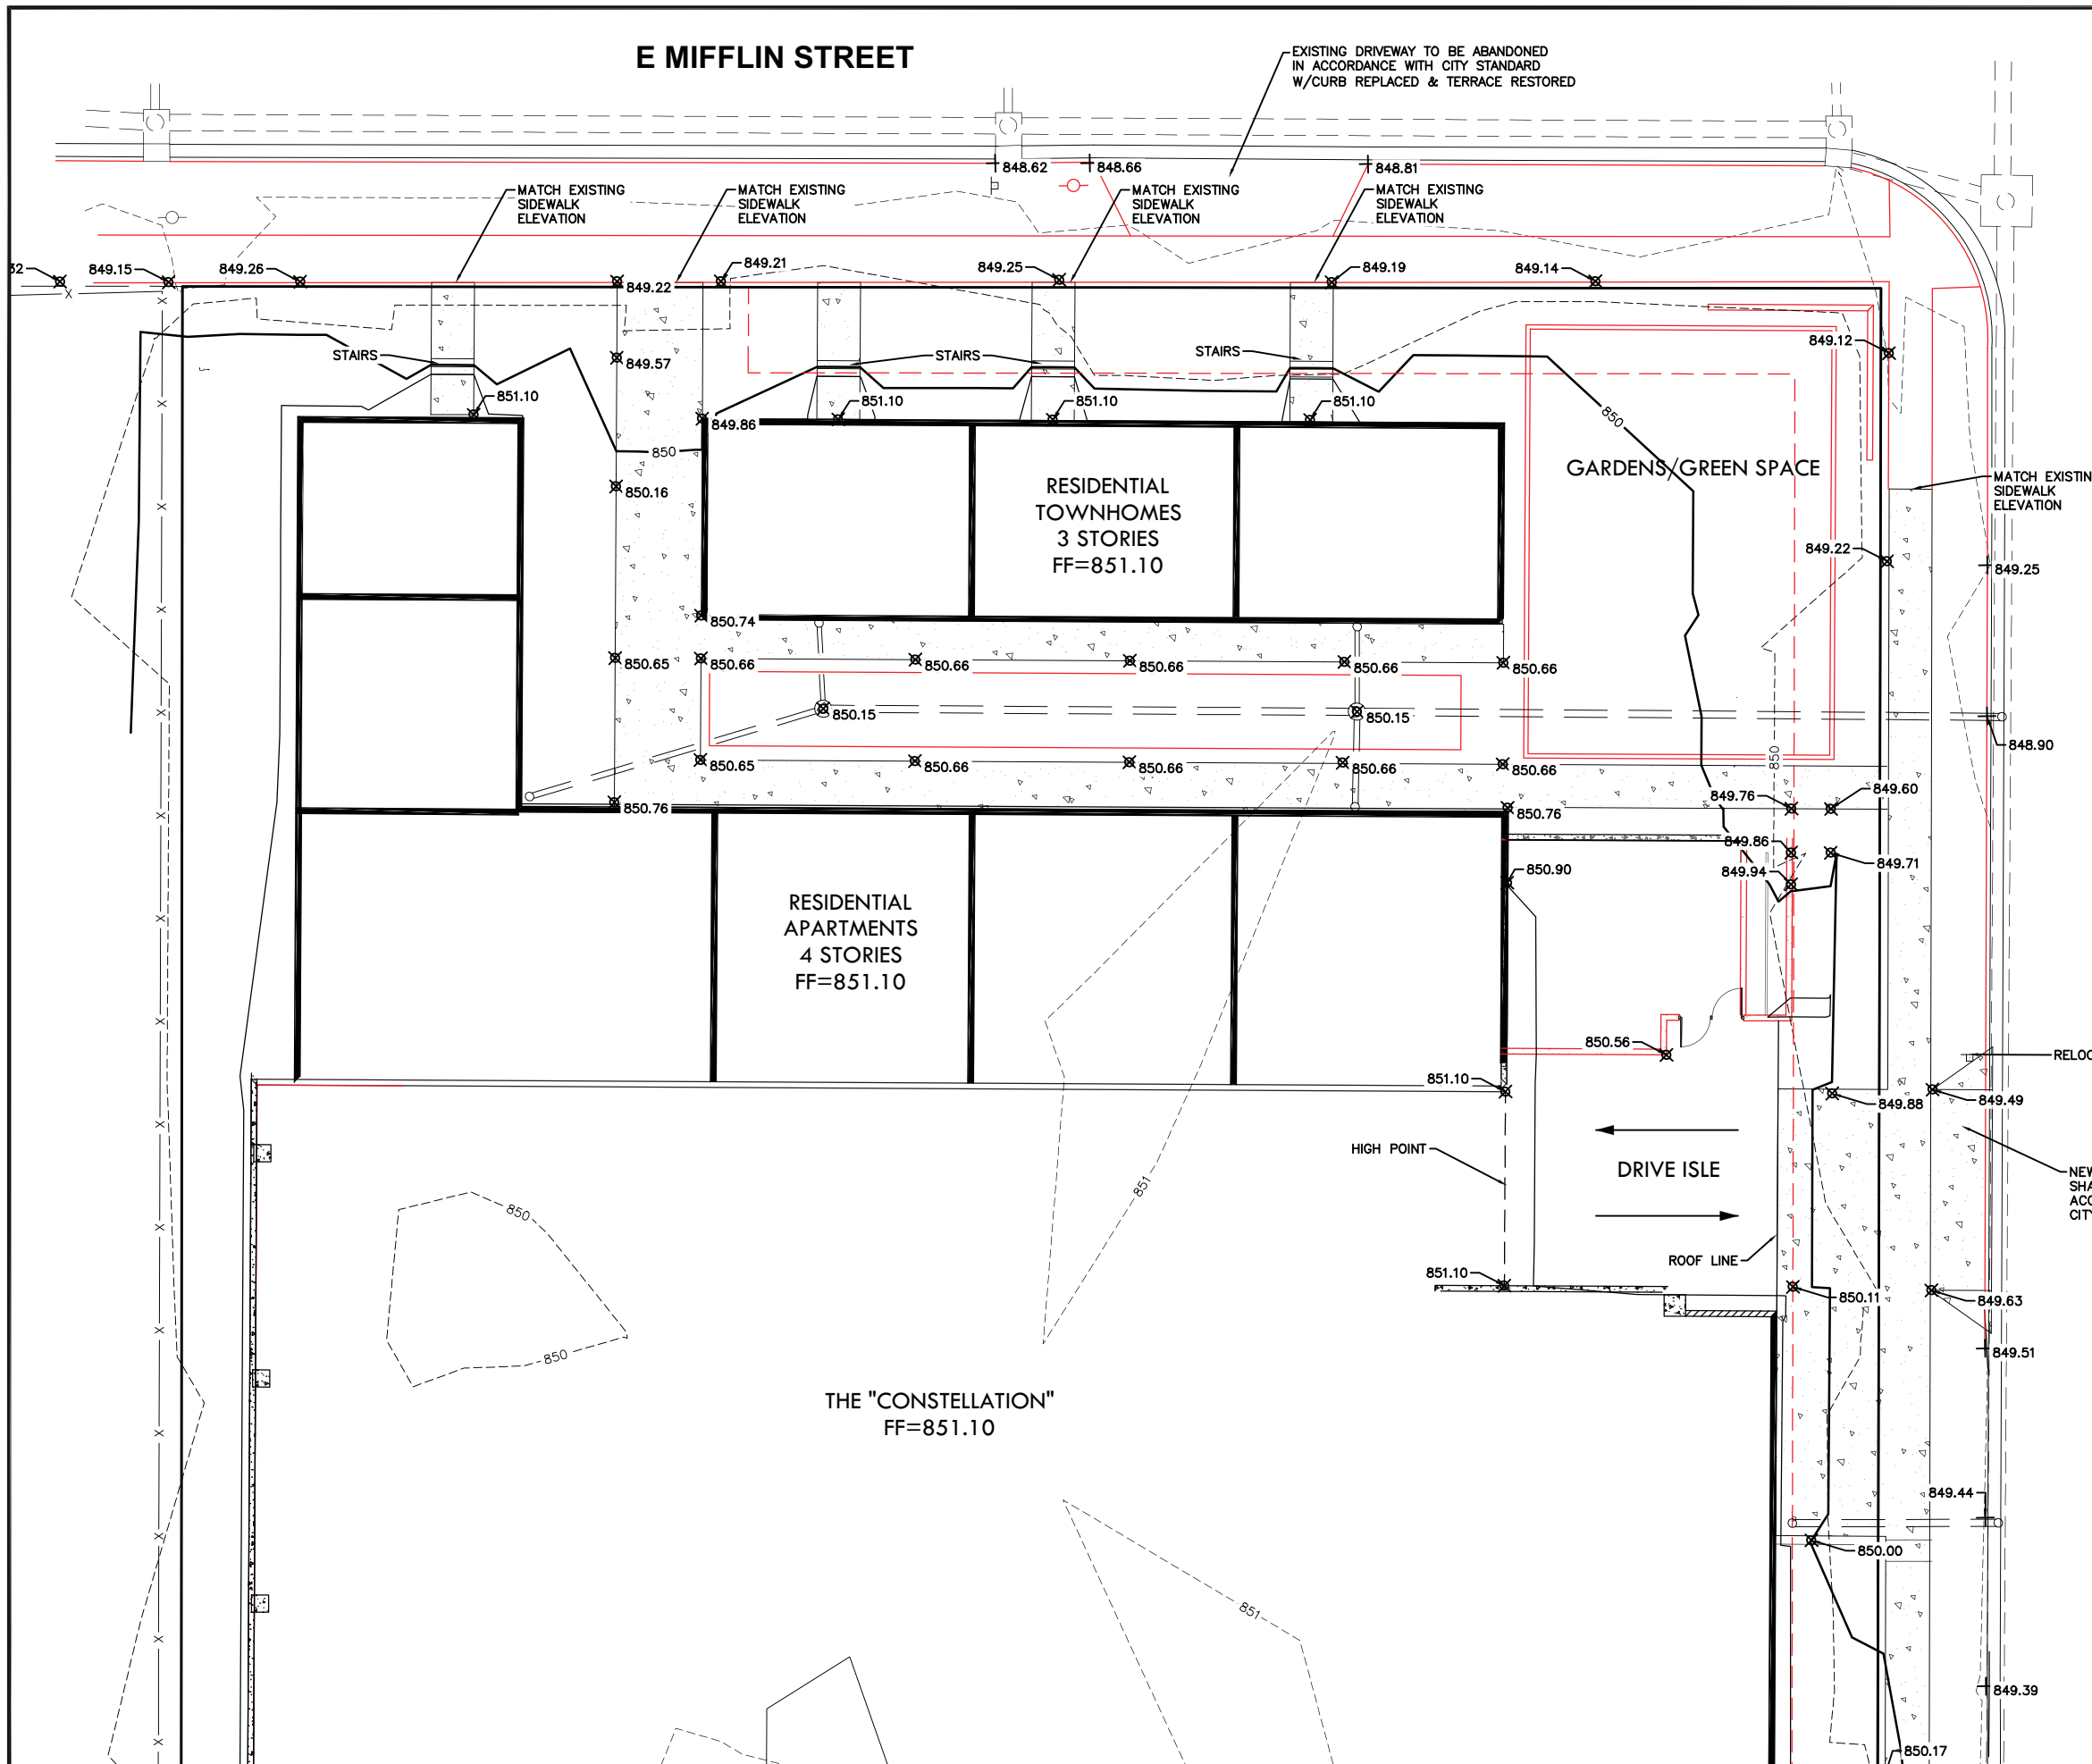 E MIFFLIN STREET
EXISTING DRIVEWAY TO BE ABANDONED
IN ACCORDANCE WITH CITY STANDARD
W/CURB REPLACED & TERRACE RESTORED
848.62
848.66
848.81
MATCH EXISTING
SIDEWALK
ELEVATION
MATCH EXISTING
SIDEWALK
ELEVATION
MATCH EXISTING
SIDEWALK
ELEVATION
MATCH EXISTING
SIDEWALK
ELEVATION
32
849.15
849.26
849.22
849.21
849.25
849.19
849.14
849.12
STAIRS
849.57
STAIRS
STAIRS
851.10
849.86
851.10
851.10
851.10
850
850
GARDENS/GREEN SPACE
MATCH EXISTIN
SIDEWALK
ELEVATION
850.16
RESIDENTIAL
TOWNHOMES
3 STORIES
FF=851.10
849.22
849.25
850.74
850.65
850.66
850.66
850.66
850.66
850.66
850.15
850.15
848.90
850
850.65
850.66
850.66
850.66
850.66
850.76
850.76
849.76
849.60
849.86
849.71
849.94
850.90
RESIDENTIAL
APARTMENTS
4 STORIES
FF=851.10
850.56
RELOC
851.10
849.88
849.49
HIGH POINT
DRIVE ISLE
NEW
SHA
ACC
CITY
851
850
ROOF LINE
851.10
850.11
849.63
850
849.51
THE "CONSTELLATION"
FF=851.10
849.44
850.00
851
849.39
850.17